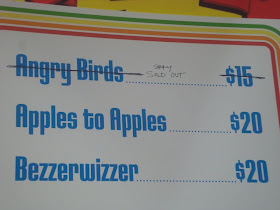 Angry Birds SORRY SOLD OUT $15
Apples to Apples $20
Bezzerwizzer $20